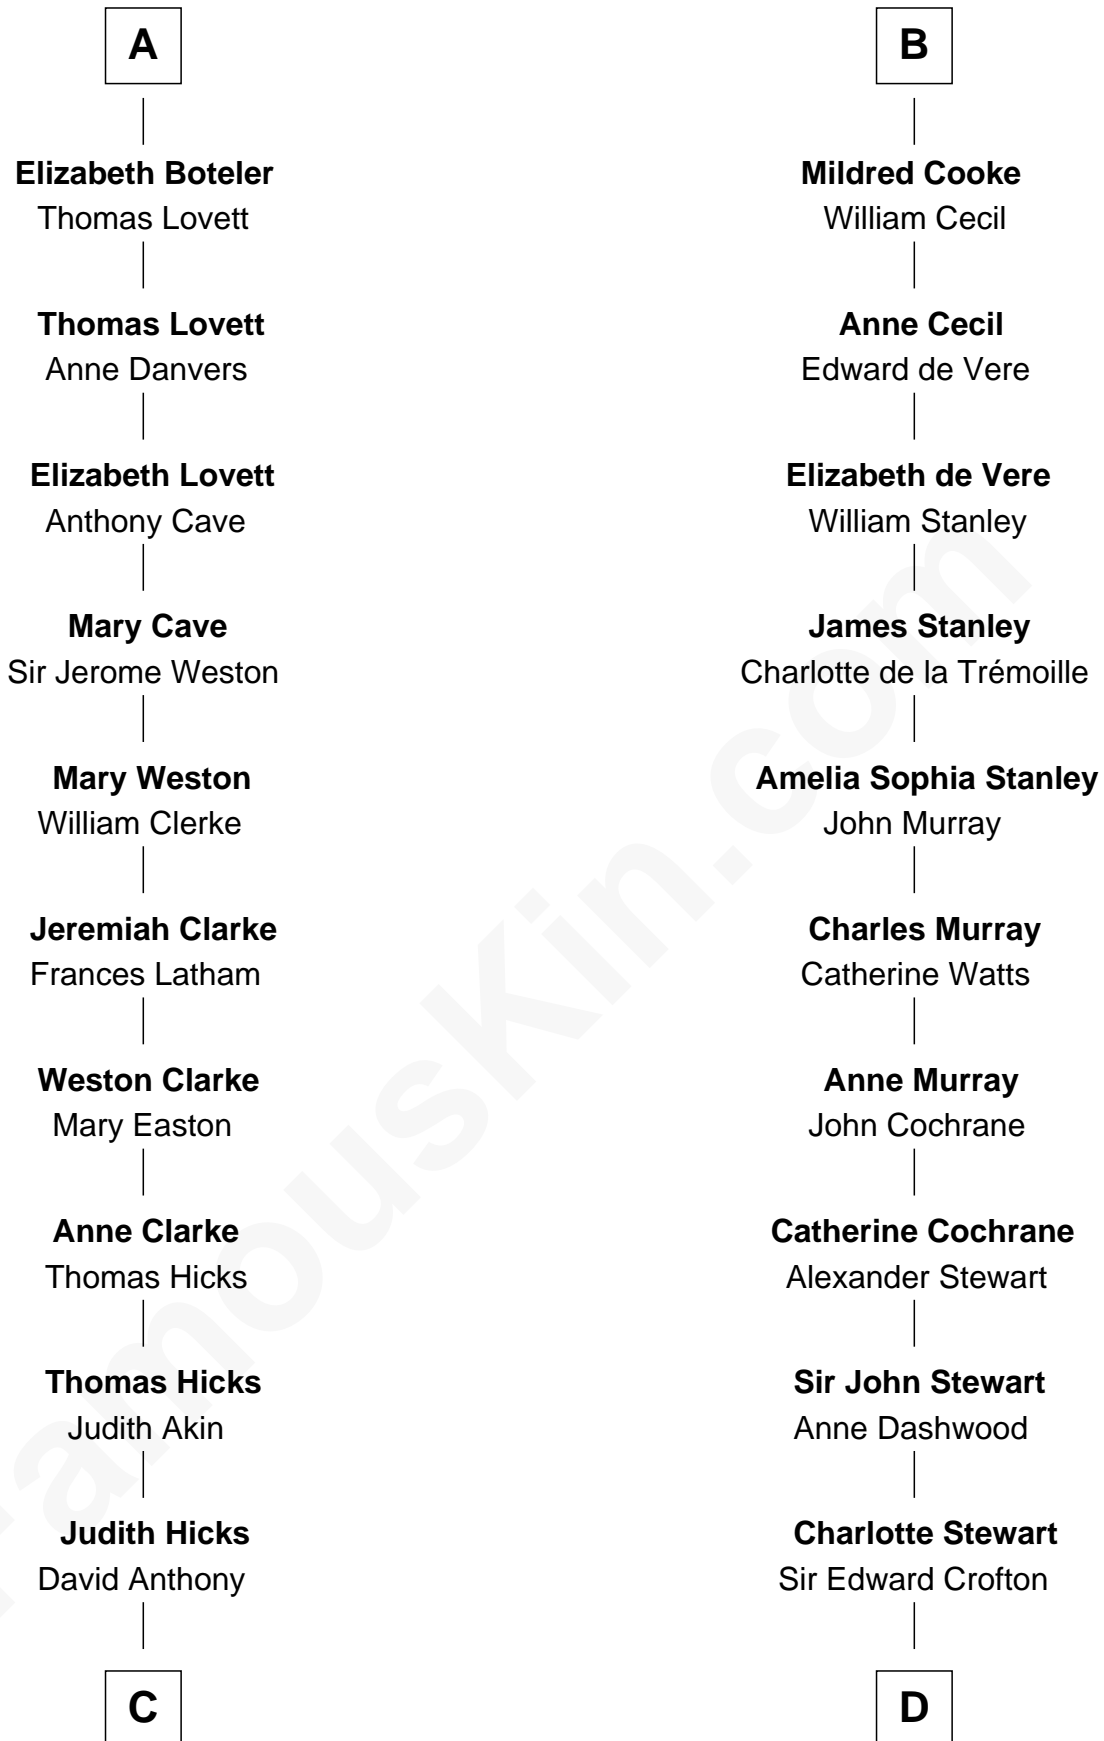 A
Elizabeth Boteler
Thomas Lovett
Thomas Lovett
Anne Danvers
Elizabeth Lovett
Anthony Cave
Mary Cave
Sir Jerome Weston
Mary Weston
William Clerke
Jeremiah Clarke
Frances Latham
Weston Clarke
Mary Easton
Anne Clarke
Thomas Hicks
Thomas Hicks
Judith Akin
Judith Hicks
David Anthony
C
B
Mildred Cooke
William Cecil
Anne Cecil
Edward de Vere
Elizabeth de Vere
William Stanley
James Stanley
Charlotte de la Trémoille
Amelia Sophia Stanley
John Murray
Charles Murray
Catherine Watts
Anne Murray
John Cochrane
Catherine Cochrane
Alexander Stewart
Sir John Stewart
Anne Dashwood
Charlotte Stewart
Sir Edward Crofton
D
FamousKin.com